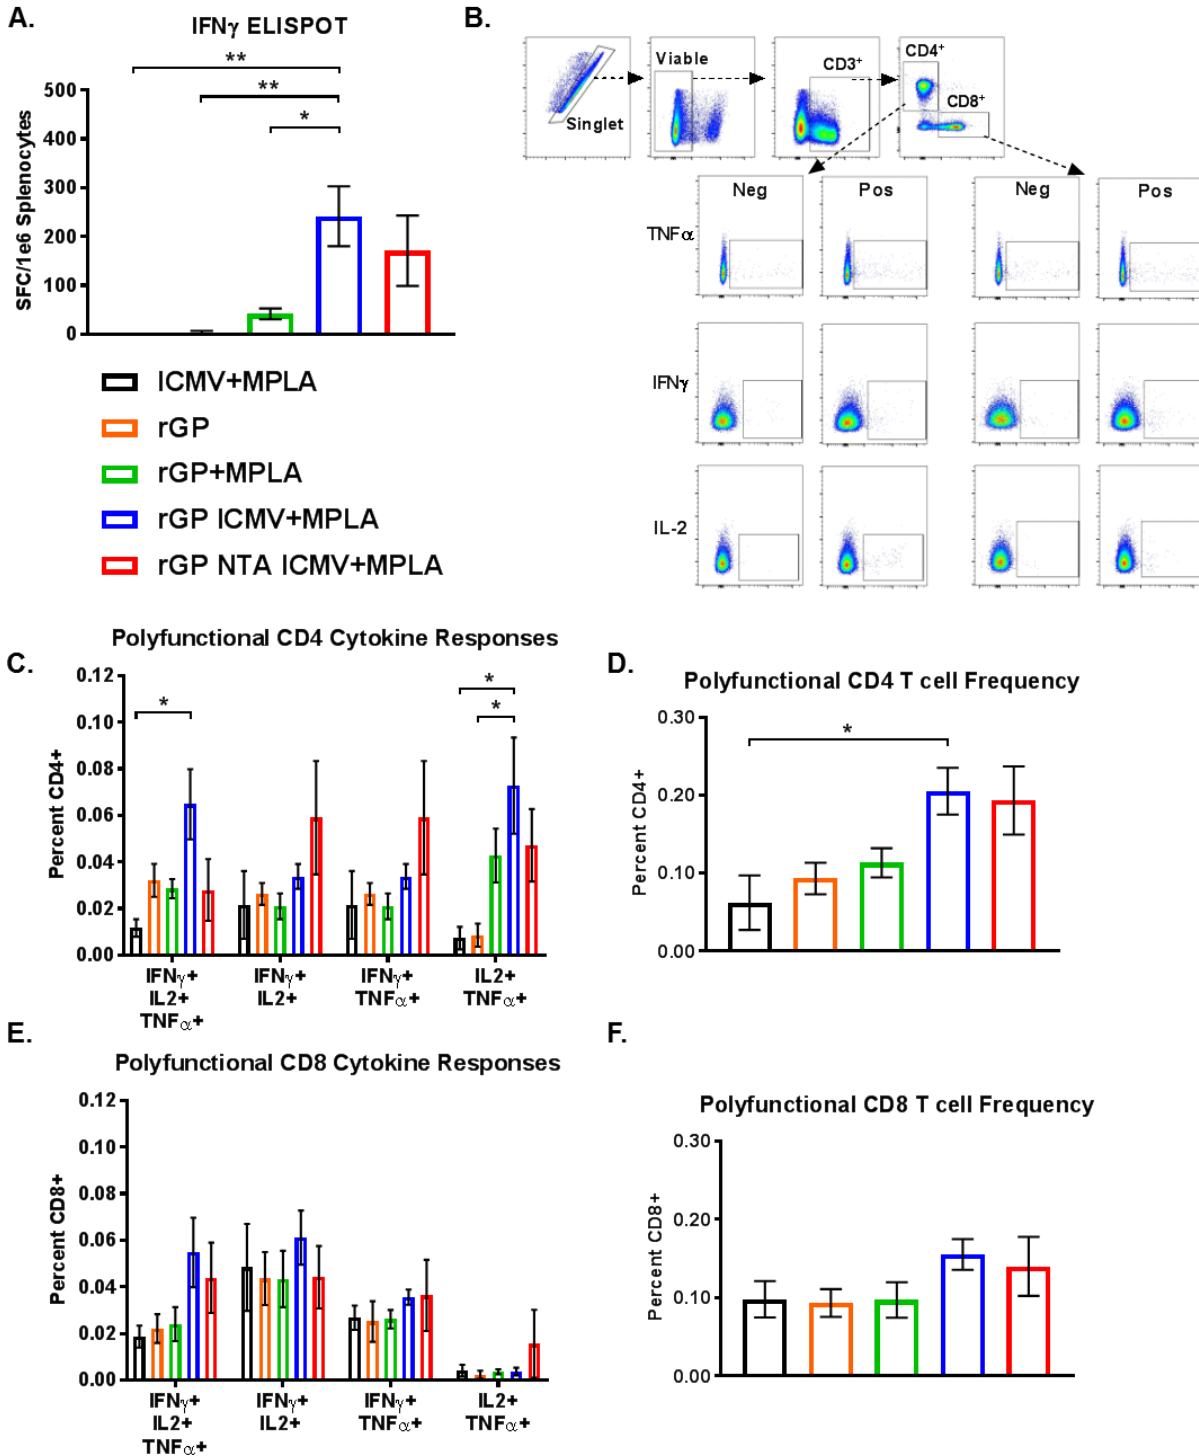 A.
IFNγ ELISPOT
**
**
*
500
400
300
200
100
0
SFC/1e6 Splenocytes
ICMV+MPLA
rGP
rGP+MPLA
rGP ICMV+MPLA
rGP NTA ICMV+MPLA
B.
Singlet
Viable
CD3+
CD4+
CD8+
Neg
Pos
Neg
Pos
TNFα
IFNγ
IL-2
C.
Polyfunctional CD4 Cytokine Responses
0.12
0.10
0.08
0.06
0.04
0.02
0.00
Percent CD4+
*
*
*
IFNγ+
IL2+
TNFα+
IFNγ+
IL2+
IFNγ+
TNFα+
IL2+
TNFα+
D.
Polyfunctional CD4 T cell Frequency
0.30
0.20
0.10
0.00
Percent CD4+
*
E.
Polyfunctional CD8 Cytokine Responses
0.12
0.10
0.08
0.06
0.04
0.02
0.00
Percent CD8+
IFNγ+
IL2+
TNFα+
IFNγ+
IL2+
IFNγ+
TNFα+
IL2+
TNFα+
F.
Polyfunctional CD8 T cell Frequency
0.30
0.20
0.10
0.00
Percent CD8+